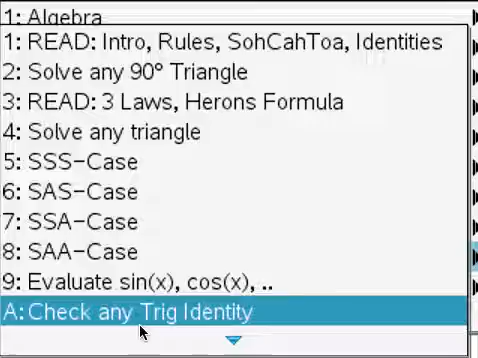 1: Algebra
1: READ: Intro, Rules, SohCahToa, Identities
2: Solve any 90° Triangle
3: READ: 3 Laws, Herons Formula
4: Solve any triangle
5: SSS-Case
6: SAS-Case
7: SSA-Case
8: SAA-Case
9: Evaluate sin(x), cos(x), ..
A: Check any Trig Identity